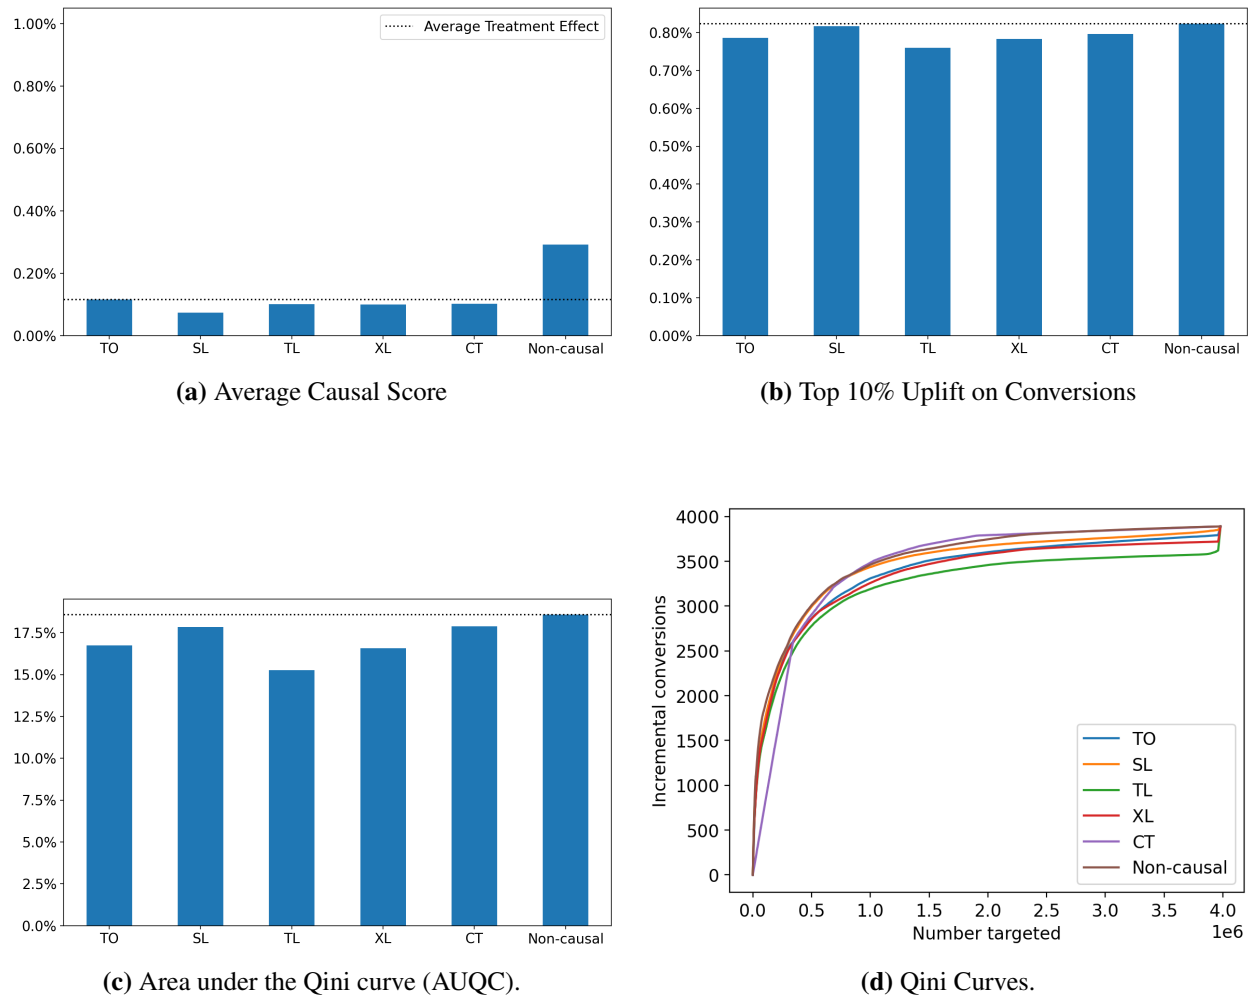 1.00%
0.80%
0.60%
0.40%
0.20%
0.00%
Average Treatment Effect
TO SL TL XL CT Non-causal
(a) Average Causal Score
0.80%
0.70%
0.60%
0.50%
0.40%
0.30%
0.20%
0.10%
0.00%
TO SL TL XL CT Non-causal
(b) Top 10% Uplift on Conversions
17.5%
15.0%
12.5%
10.0%
7.5%
5.0%
2.5%
0.0%
TO SL TL XL CT Non-causal
(c) Area under the Qini curve (AUQC).
Incremental conversions
4000
3500
3000
2500
2000
1500
1000
500
0
TO
SL
TL
XL
CT
Non-causal
0.0 0.5 1.0 1.5 2.0 2.5 3.0 3.5 4.0
Number targeted
1e6
(d) Qini Curves.